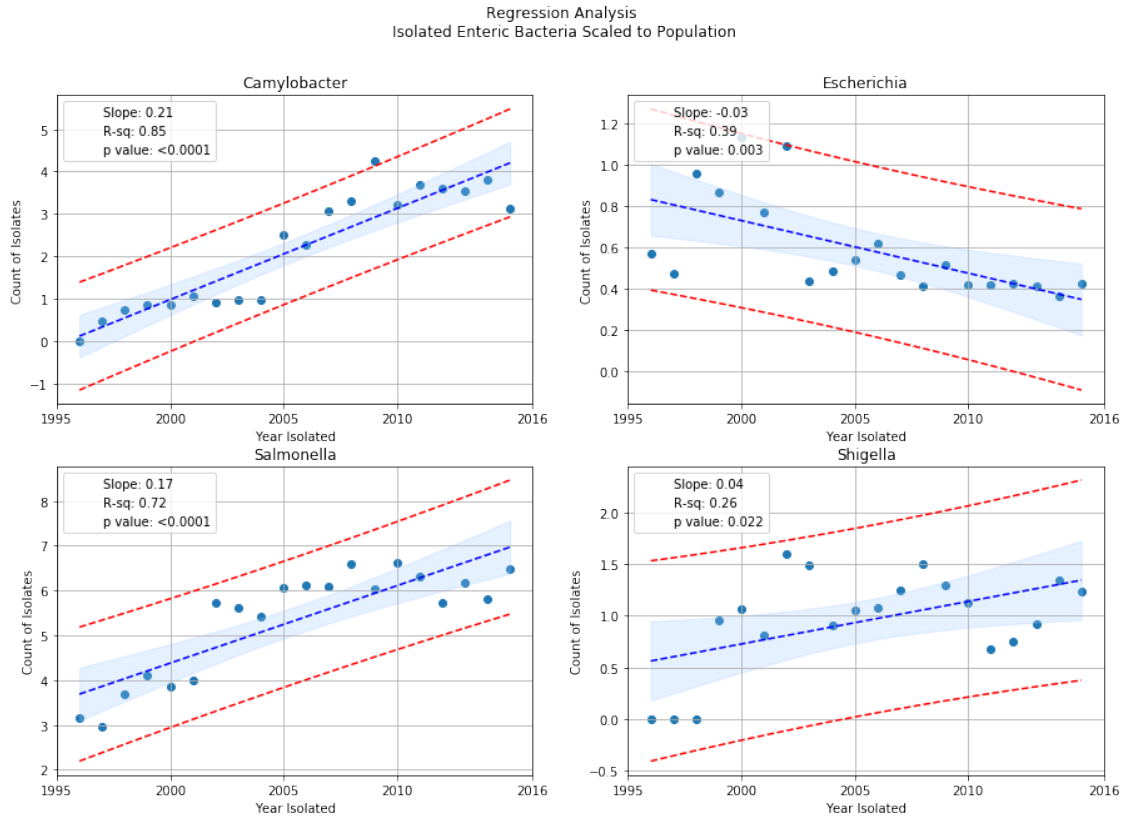 Regression Analysis
Isolated Enteric Bacteria Scaled to Population
Camylobacter
Slope: 0.21
R-sq: 0.85
p value: <0.0001
Count of Isolates
5
4
3
2
1
0
−1
1995
2000
2005
2010
2016
Year Isolated
Escherichia
Slope: -0.03
R-sq: 0.39
p value: 0.003
Count of Isolates
1.2
1.0
0.8
0.6
0.4
0.2
0.0
1995
2000
2005
2010
2016
Year Isolated
Salmonella
Slope: 0.17
R-sq: 0.72
p value: <0.0001
Count of Isolates
8
7
6
5
4
3
2
1995
2000
2005
2010
2016
Year Isolated
Shigella
Slope: 0.04
R-sq: 0.26
p value: 0.022
Count of Isolates
2.0
1.5
1.0
0.5
0.0
−0.5
1995
2000
2005
2010
2016
Year Isolated